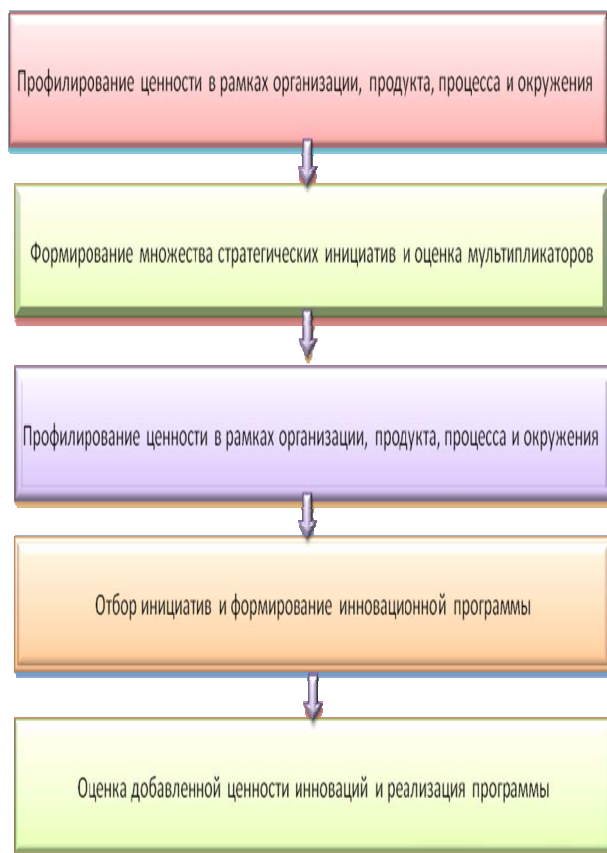 Профилирование ценности в рамках организации, продукта, процесса и окружения
Формирование множества стратегических инициатив и оценка мультипликаторов
Профилирование ценности в рамках организации, продукта, процесса и окружения
Отбор инициатив и формирование инновационной программы
Оценка добавленной ценности инноваций и реализация программы